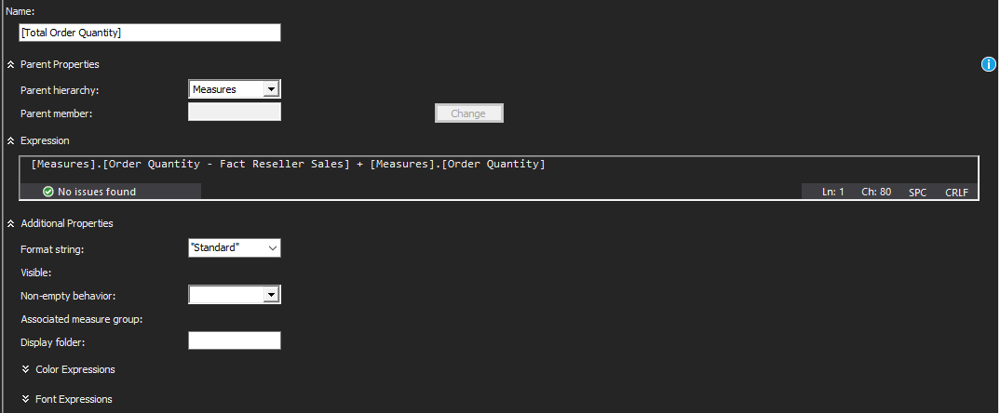 Name:
[Total Order Quantity]
Parent Properties
Parent hierarchy: Measures
Parent member: Change
Expression
[Measures].[Order Quantity - Fact Reseller Sales] + [Measures].[Order Quantity]
No issues found Ln: 1 Ch: 80 SPC CRLF
Additional Properties
Format string: "Standard"
Visible:
Non-empty behavior:
Associated measure group:
Display folder:
Color Expressions
Font Expressions